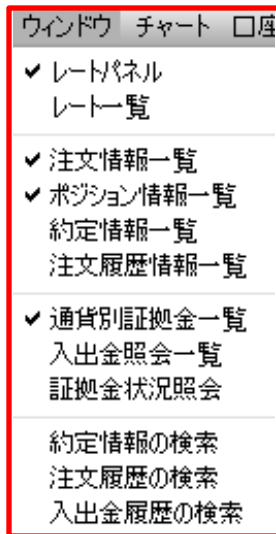 ウィンドウ チャート 口座
✔ レートパネル
レート一覧
✔ 注文情報一覧
✔ ポジション情報一覧
約定情報一覧
注文履歴情報一覧
✔ 通貨別証拠金一覧
入出金照会一覧
証拠金状況照会
約定情報の検索
注文履歴の検索
入出金履歴の検索